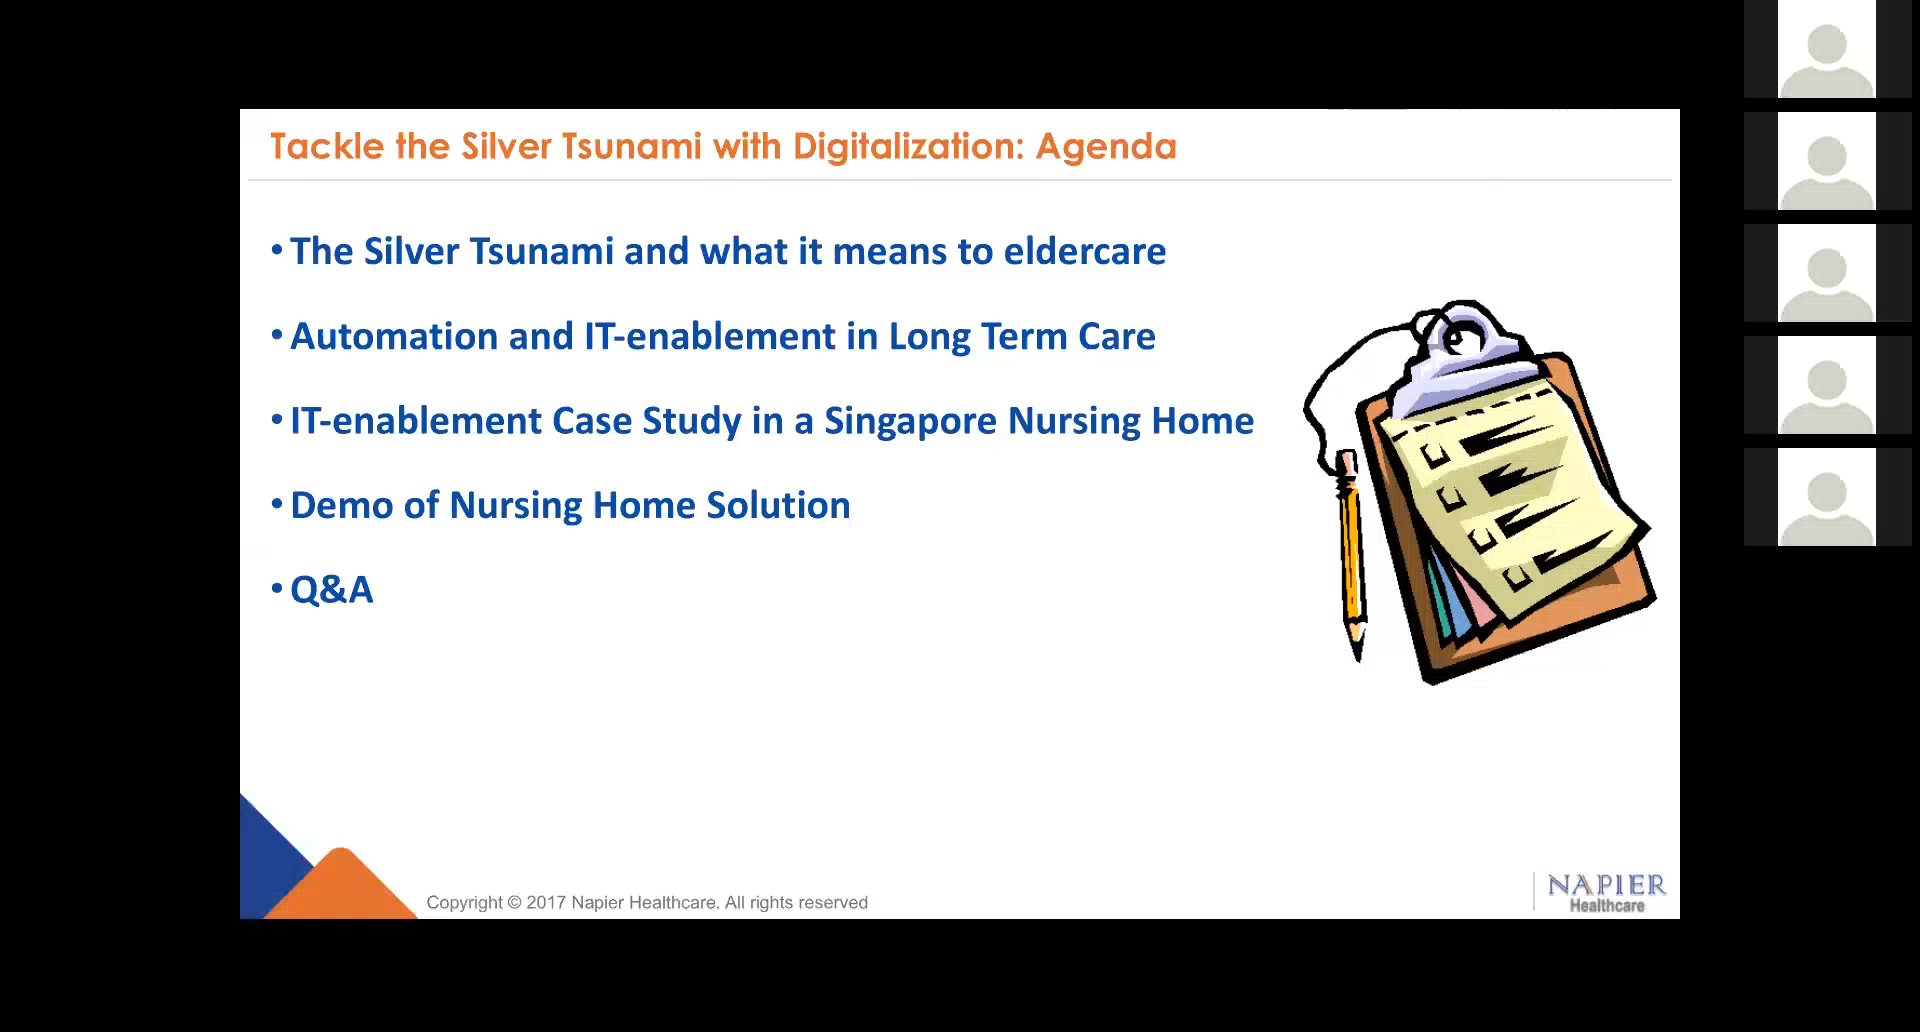 Tackle the Silver Tsunami with Digitalization: Agenda
• The Silver Tsunami and what it means to eldercare
• Automation and IT-enablement in Long Term Care
• IT-enablement Case Study in a Singapore Nursing Home
• Demo of Nursing Home Solution
• Q&A
Copyright © 2017 Napier Healthcare. All rights reserved
NAPIER
Healthcare